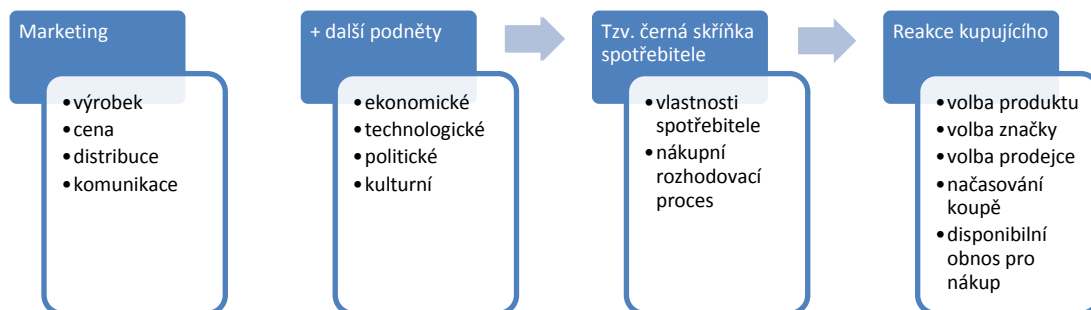 Marketing
•výrobek
•cena
•distribuce
•komunikace
+ další podněty
•ekonomické
•technologické
•politické
•kulturní
Tzv. černá skříňka
spotřebitele
•vlastnosti
spotřebitele
•nákupní
rozhodovací
proces
Reakce kupujícího
•volba produktu
•volba značky
•volba prodejce
•načasování
koupě
•disponibilní
obnos pro
nákup